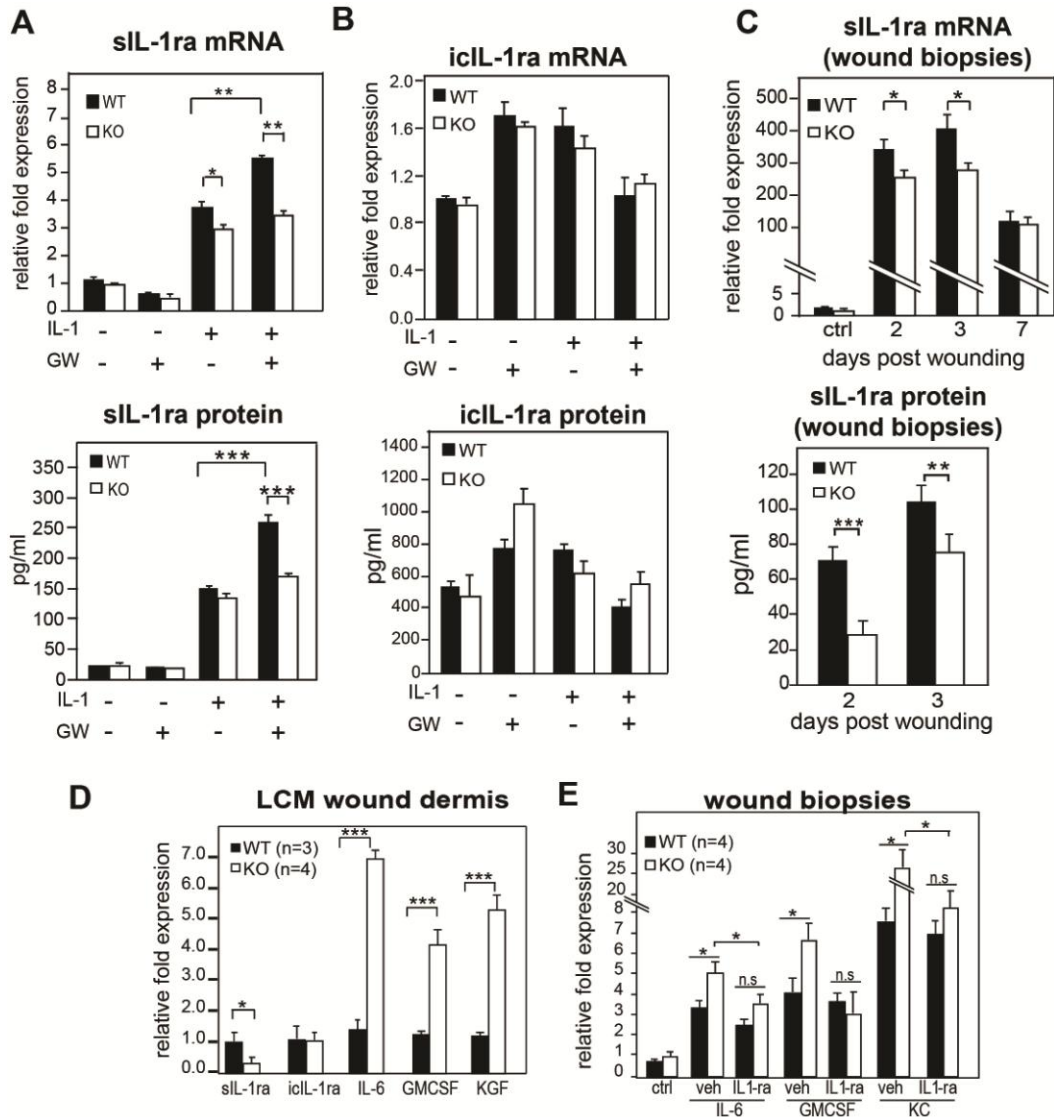 A
sIL-1ra mRNA
relative fold expression
8
7
6
5
4
3
2
1
0
WT
KO
**
*
**
IL-1 - - + +
GW - + - +
sIL-1ra protein
pg/ml
350
300
250
200
150
100
50
0
WT
KO
***
***
IL-1 - - + +
GW - + - +
B
icIL-1ra mRNA
relative fold expression
2.0
1.6
1.2
0.8
0.4
0.0
WT
KO
IL-1 - - + +
GW - + - +
icIL-1ra protein
pg/ml
1400
1200
1000
800
600
400
200
0
WT
KO
IL-1 - - + +
GW - + - +
C
sIL-1ra mRNA
(wound biopsies)
relative fold expression
500
400
300
200
100
5
0
WT
KO
* *
ctrl 2 3 7
days post wounding
sIL-1ra protein
(wound biopsies)
pg/ml
120
100
80
60
40
20
0
WT
KO
***
**
2 3
days post wounding
D
LCM wound dermis
relative fold expression
7.0
6.0
5.0
4.0
2.0
1.0
0.0
WT (n=3)
KO (n=4)
* *** *** ***
sIL-1ra icIL-1ra IL-6 GMCSF KGF
E
wound biopsies
relative fold expression
30
25
20
8
7
6
5
4
3
2
1
0
WT (n=4)
KO (n=4)
* * n.s * n.s * * n.s
ctrl veh IL1-ra veh IL1-ra veh IL1-ra
IL-6 GMCSF KC